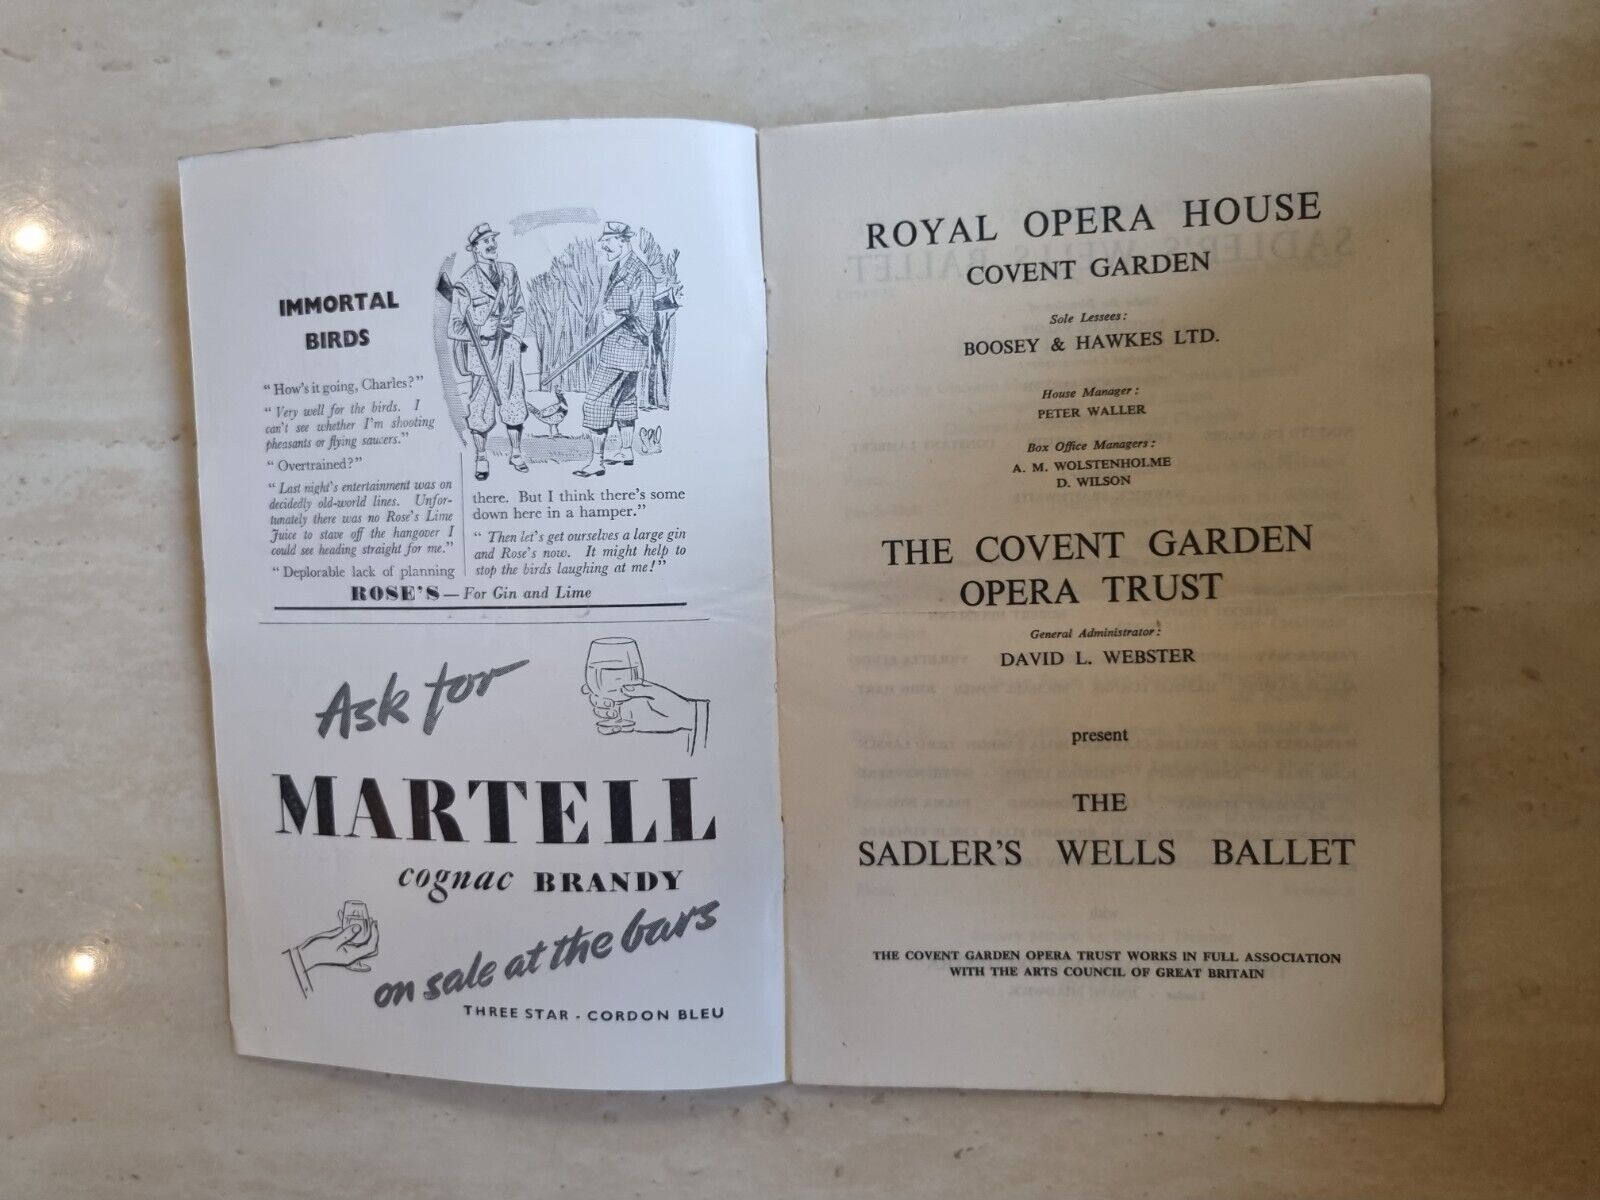 IMMORTAL
BIRDS
“How's it going, Charles?”
“Very well for the birds. I
can't see whether I'm shooting
pheasants or flying saucers.”
“Overtrained?”
“Last night's entertainment was on
decidedly old-world lines. Unfor-
tunately there was no Rose's Lime
Juice to stave off the hangover I
could see heading straight for me.”
“Deplorable lack of planning
there. But I think there's some
down here in a hamper.”
“Then let's get ourselves a large gin
and Rose's now. It might help to
stop the birds laughing at me!”
ROSE'S—For Gin and Lime
Ask for
MARTELL
cognac BRANDY
on sale at the bars
THREE STAR - CORDON BLEU
ROYAL OPERA HOUSE
COVENT GARDEN
Sole Lessees:
BOOSEY & HAWKES LTD.
House Manager:
PETER WALLER
Box Office Managers:
A. M. WOLSTENHOLME
D. WILSON
THE COVENT GARDEN
OPERA TRUST
General Administrator:
DAVID L. WEBSTER
present
THE
SADLER'S WELLS BALLET
THE COVENT GARDEN OPERA TRUST WORKS IN FULL ASSOCIATION
WITH THE ARTS COUNCIL OF GREAT BRITAIN